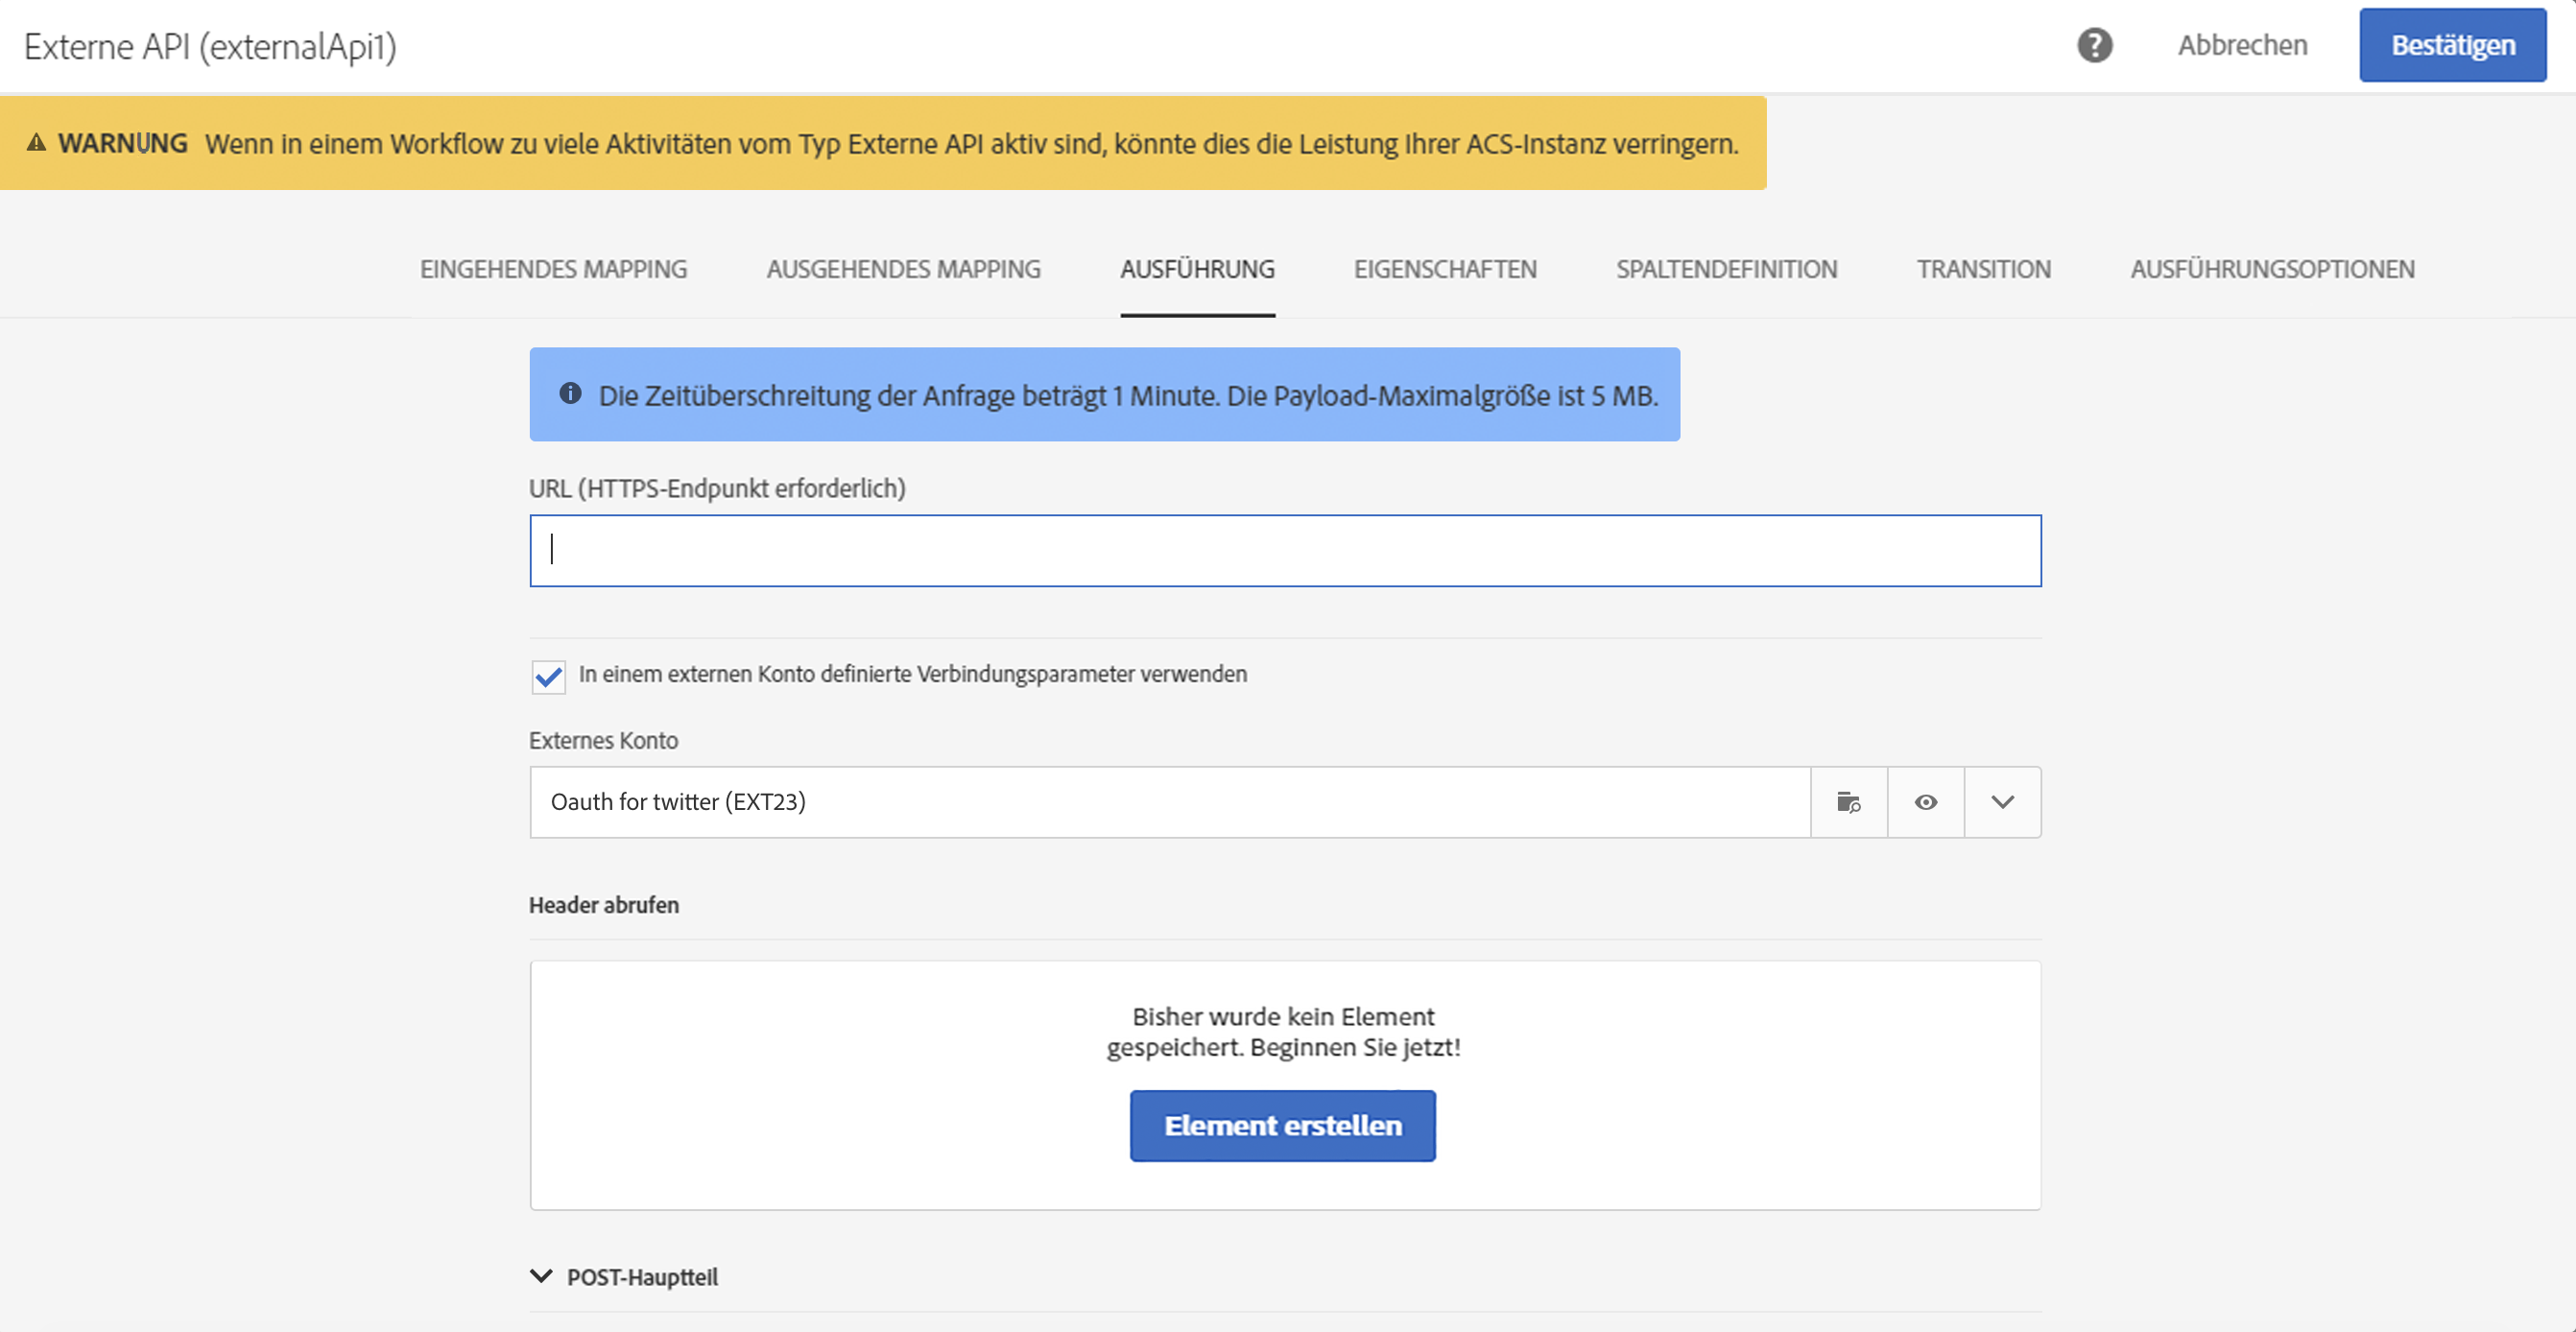 Externe API (externalApi1)
Abbrechen
Bestätigen
WARNUNG Wenn in einem Workflow zu viele Aktivitäten vom Typ Externe API aktiv sind, könnte dies die Leistung Ihrer ACS-Instanz verringern.
EINGEHENDES MAPPING AUSGEHENDES MAPPING AUSFÜHRUNG EIGENSCHAFTEN SPALTENDEFINITION TRANSITION AUSFÜHRUNGSOPTIONEN
Die Zeitüberschreitung der Anfrage beträgt 1 Minute. Die Payload-Maximalgröße ist 5 MB.
URL (HTTPS-Endpunkt erforderlich)
In einem externen Konto definierte Verbindungsparameter verwenden
Externes Konto
Oauth for twitter (EXT23)
Header abrufen
Bisher wurde kein Element
gespeichert. Beginnen Sie jetzt!
Element erstellen
POST-Hauptteil